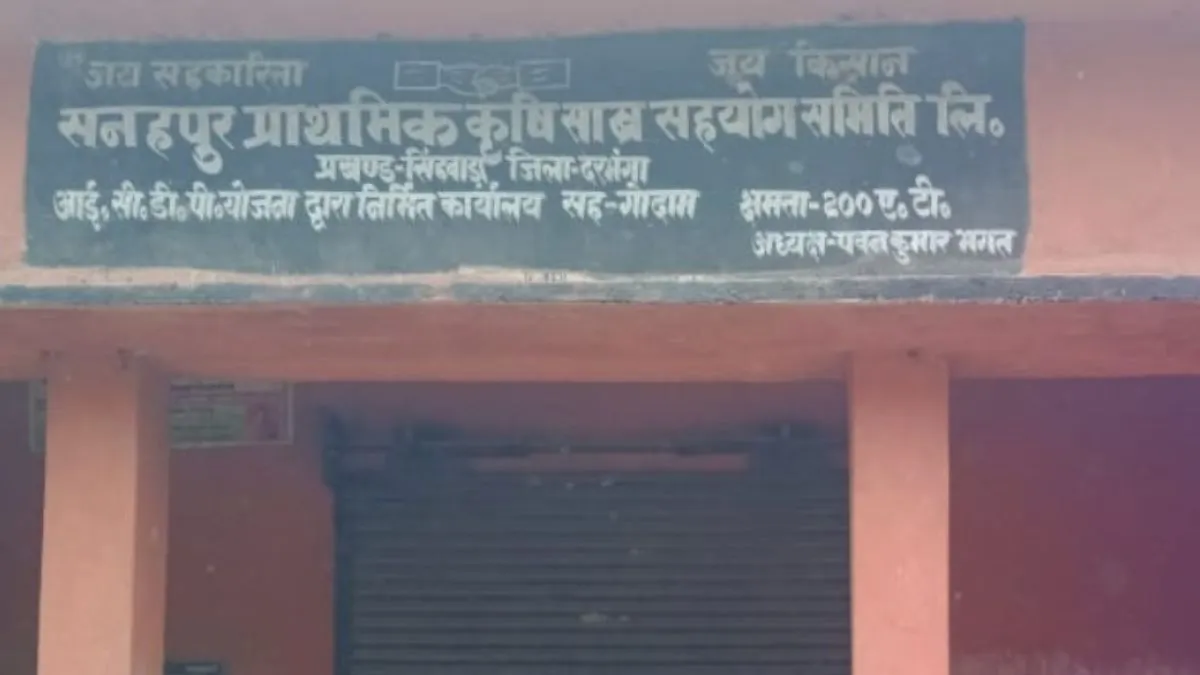 जय सहकारिता जय किसान
सनहपुर प्राथमिक कृषि साख सहयोग समिति लि॰
प्रखण्ड-सिंहवाड़ा जिला-दरभंगा
आई॰सी॰डी॰पी॰योजना द्वारा निर्मित कार्यालय सह-गोदाम क्षमता-200 ए॰टी॰
अध्यक्ष-पवन कुमार भगत